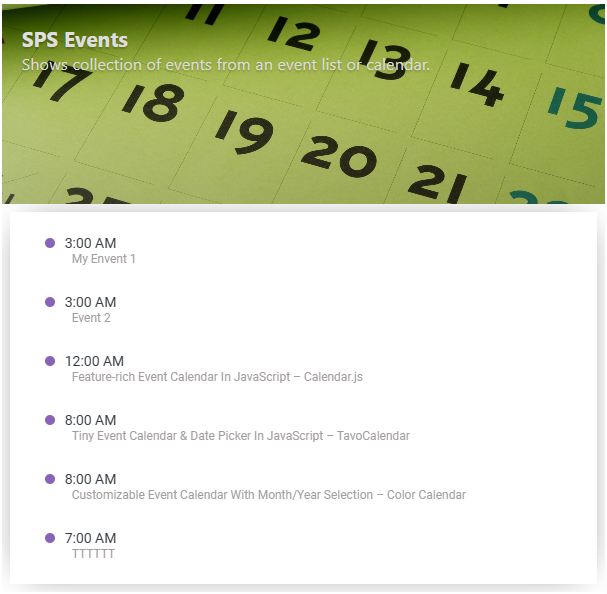 SPS Events
Shows collection of events from an event list or calendar.
11 12 13 14 15
17 18 19 20 21
3:00 AM
My Envent 1
3:00 AM
Event 2
12:00 AM
Feature-rich Event Calendar In JavaScript – Calendar.js
8:00 AM
Tiny Event Calendar & Date Picker In JavaScript – TavoCalendar
8:00 AM
Customizable Event Calendar With Month/Year Selection – Color Calendar
7:00 AM
TTTTTT